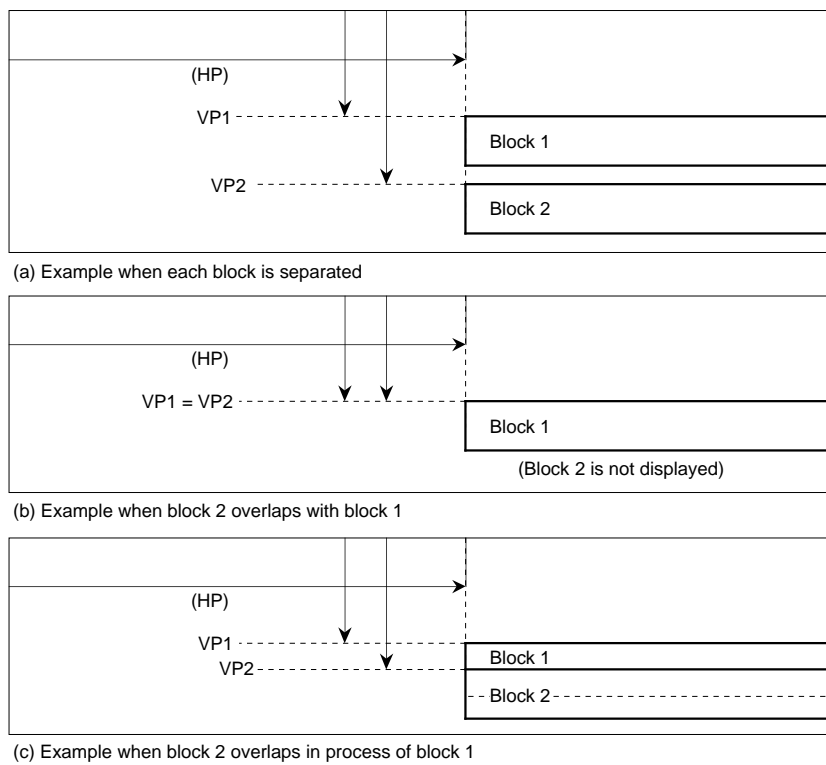 (HP)
VP1
Block 1
VP2
Block 2
(a) Example when each block is separated
(HP)
VP1 = VP2
Block 1
(Block 2 is not displayed)
(b) Example when block 2 overlaps with block 1
(HP)
VP1
Block 1
VP2
Block 2
(c) Example when block 2 overlaps in process of block 1